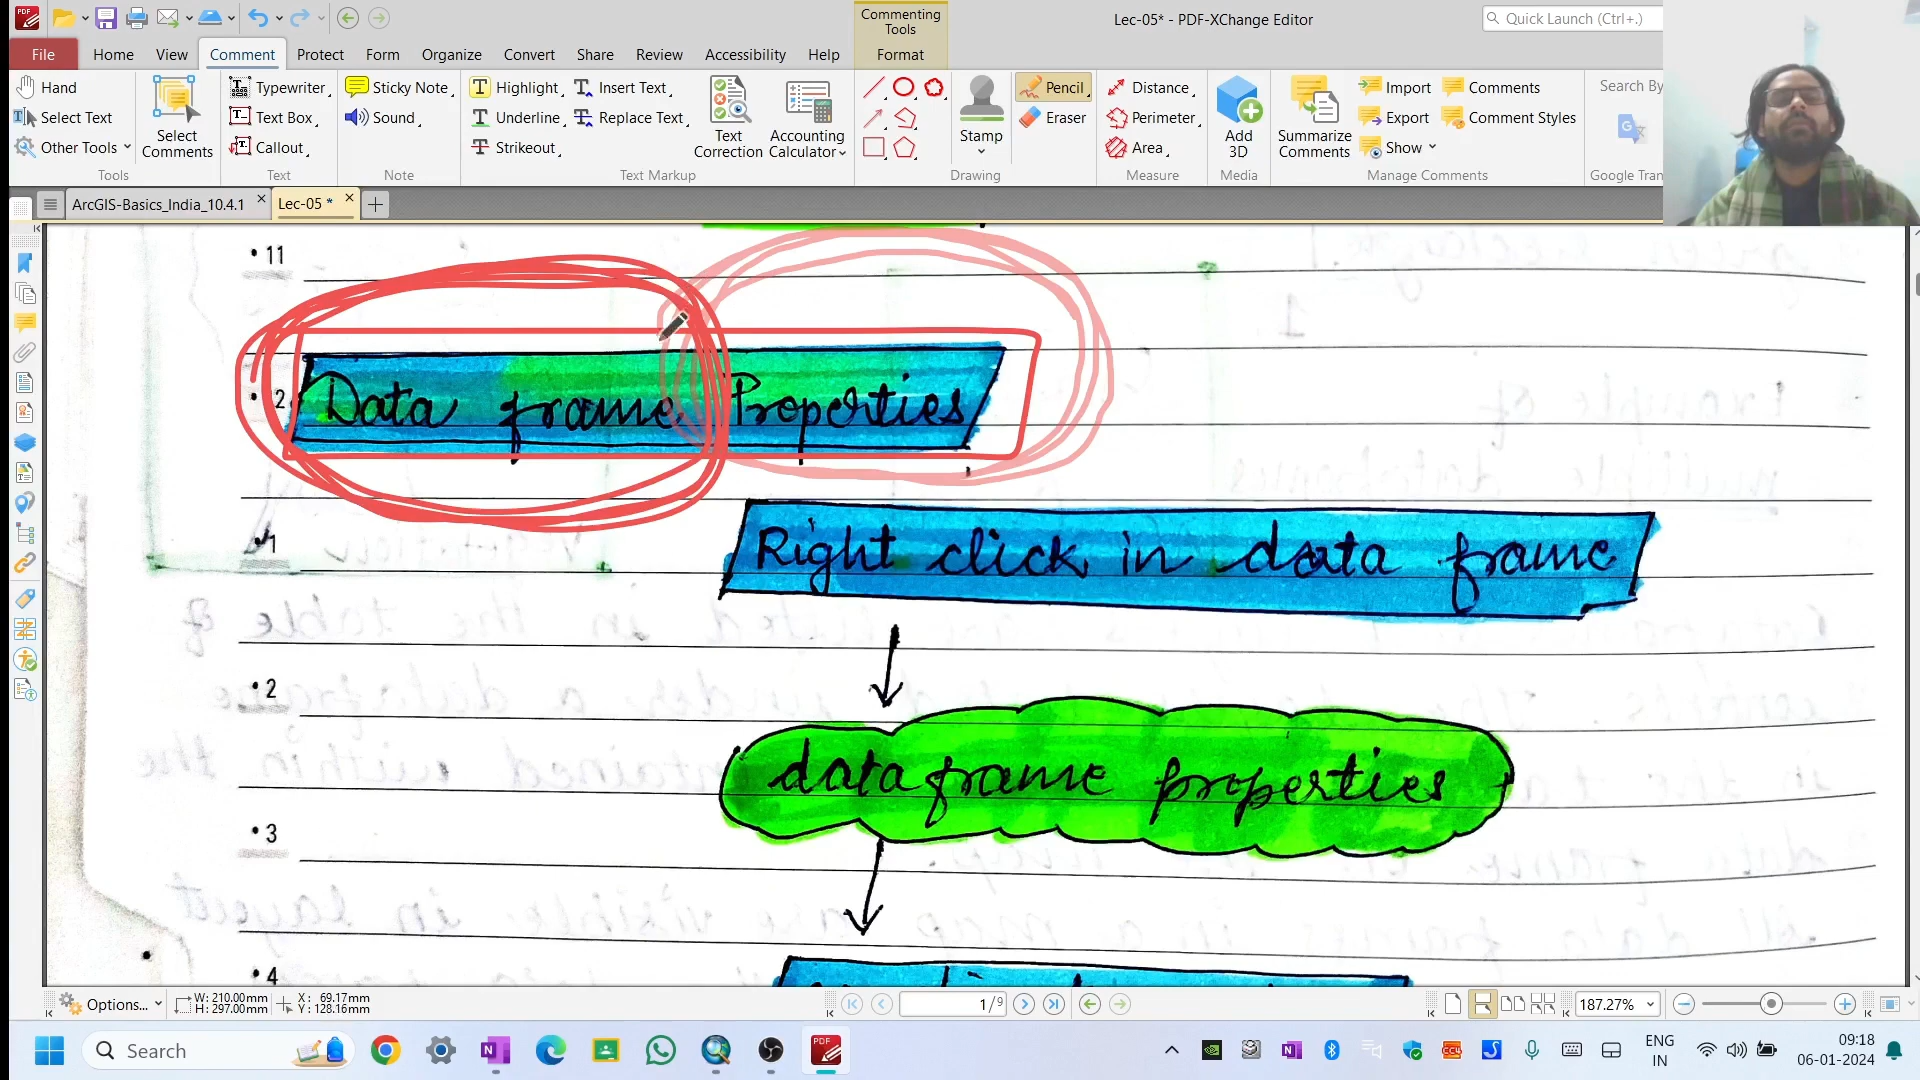 Commenting
Tools
Lec-05* - PDF-XChange Editor
Quick Launch (Ctrl+.)
File
Home
View
Comment
Protect
Form
Organize
Convert
Share
Review
Accessibility
Help
Format
Hand
Select Text
Other Tools
Select
Comments
Tools
Typewriter
Text Box
Callout
Text
Sticky Note
Sound
Note
Highlight
Underline
Strikeout
Insert Text
Replace Text
Text
Correction
Accounting
Calculator
Text Markup
Stamp
Pencil
Eraser
Drawing
Distance
Perimeter
Area
Measure
Add
3D
Media
Summarize
Comments
Import
Export
Show
Comments
Comment Styles
Manage Comments
Search By
Google Tran
ArcGIS-Basics_India_10.4.1
Lec-05 *
• 11
• 2
Data frame Properties
Right click in data frame
• 2
data frame properties
• 3
• 4
Options...
W: 210.00mm
H: 297.00mm
X: 69.17mm
Y: 128.16mm
1/9
187.27%
Search
ENG
IN
09:18
06-01-2024